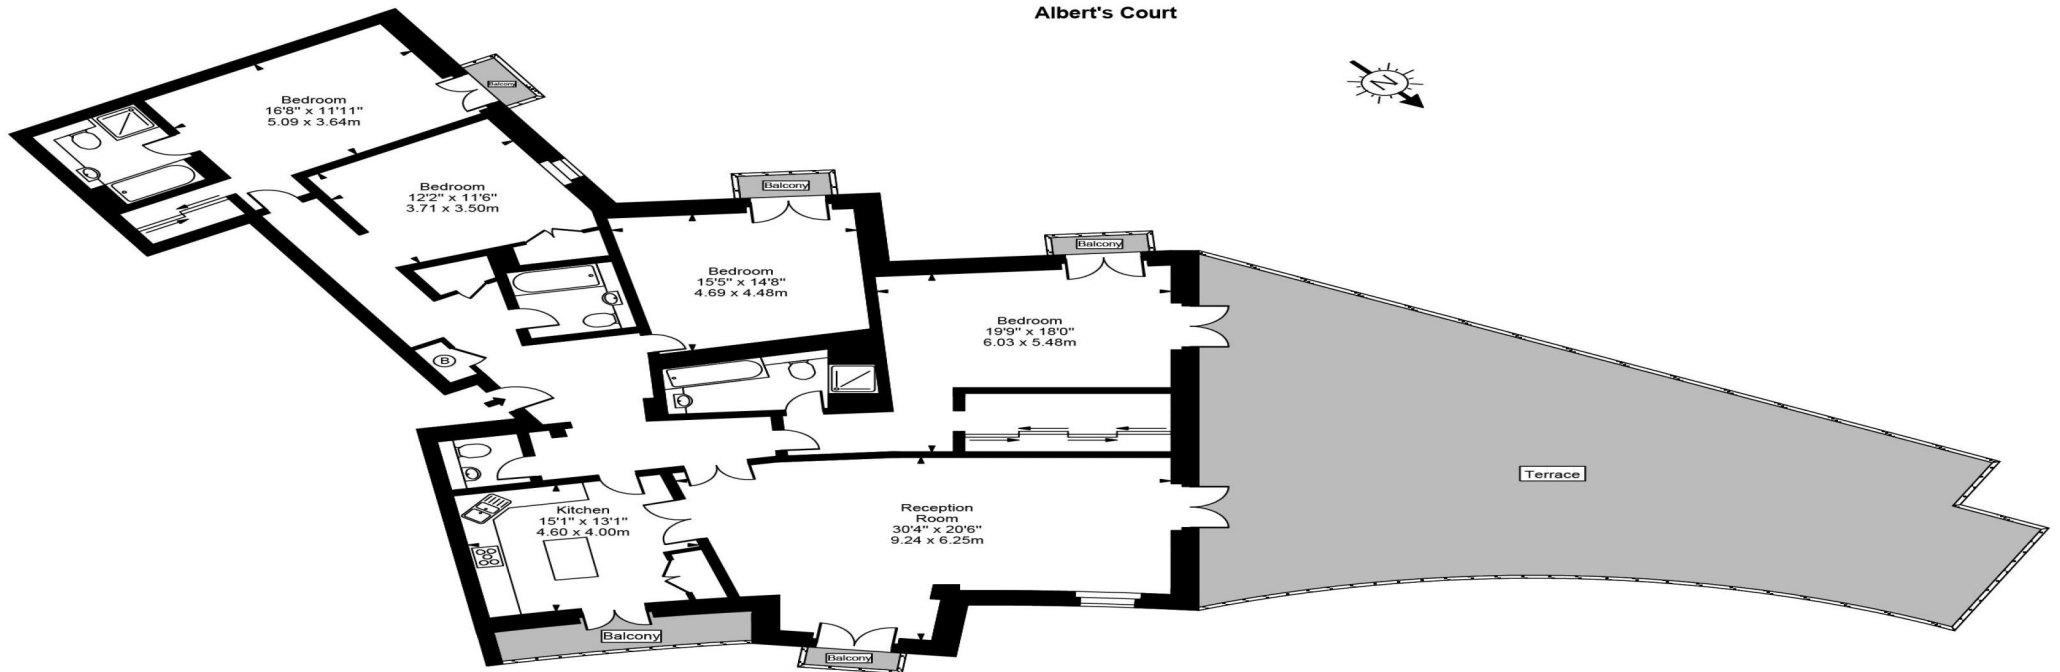 Albert's Court
N
Balcony
Bedroom
16'8" x 11'11"
5.09 x 3.64m
Bedroom
12'2" x 11'6"
3.71 x 3.50m
Balcony
Bedroom
15'5" x 14'8"
4.69 x 4.48m
Balcony
Bedroom
19'9" x 18'0"
6.03 x 5.48m
B
Terrace
Kitchen
15'1" x 13'1"
4.60 x 4.00m
Reception
Room
30'4" x 20'6"
9.24 x 6.25m
Balcony
Balcony